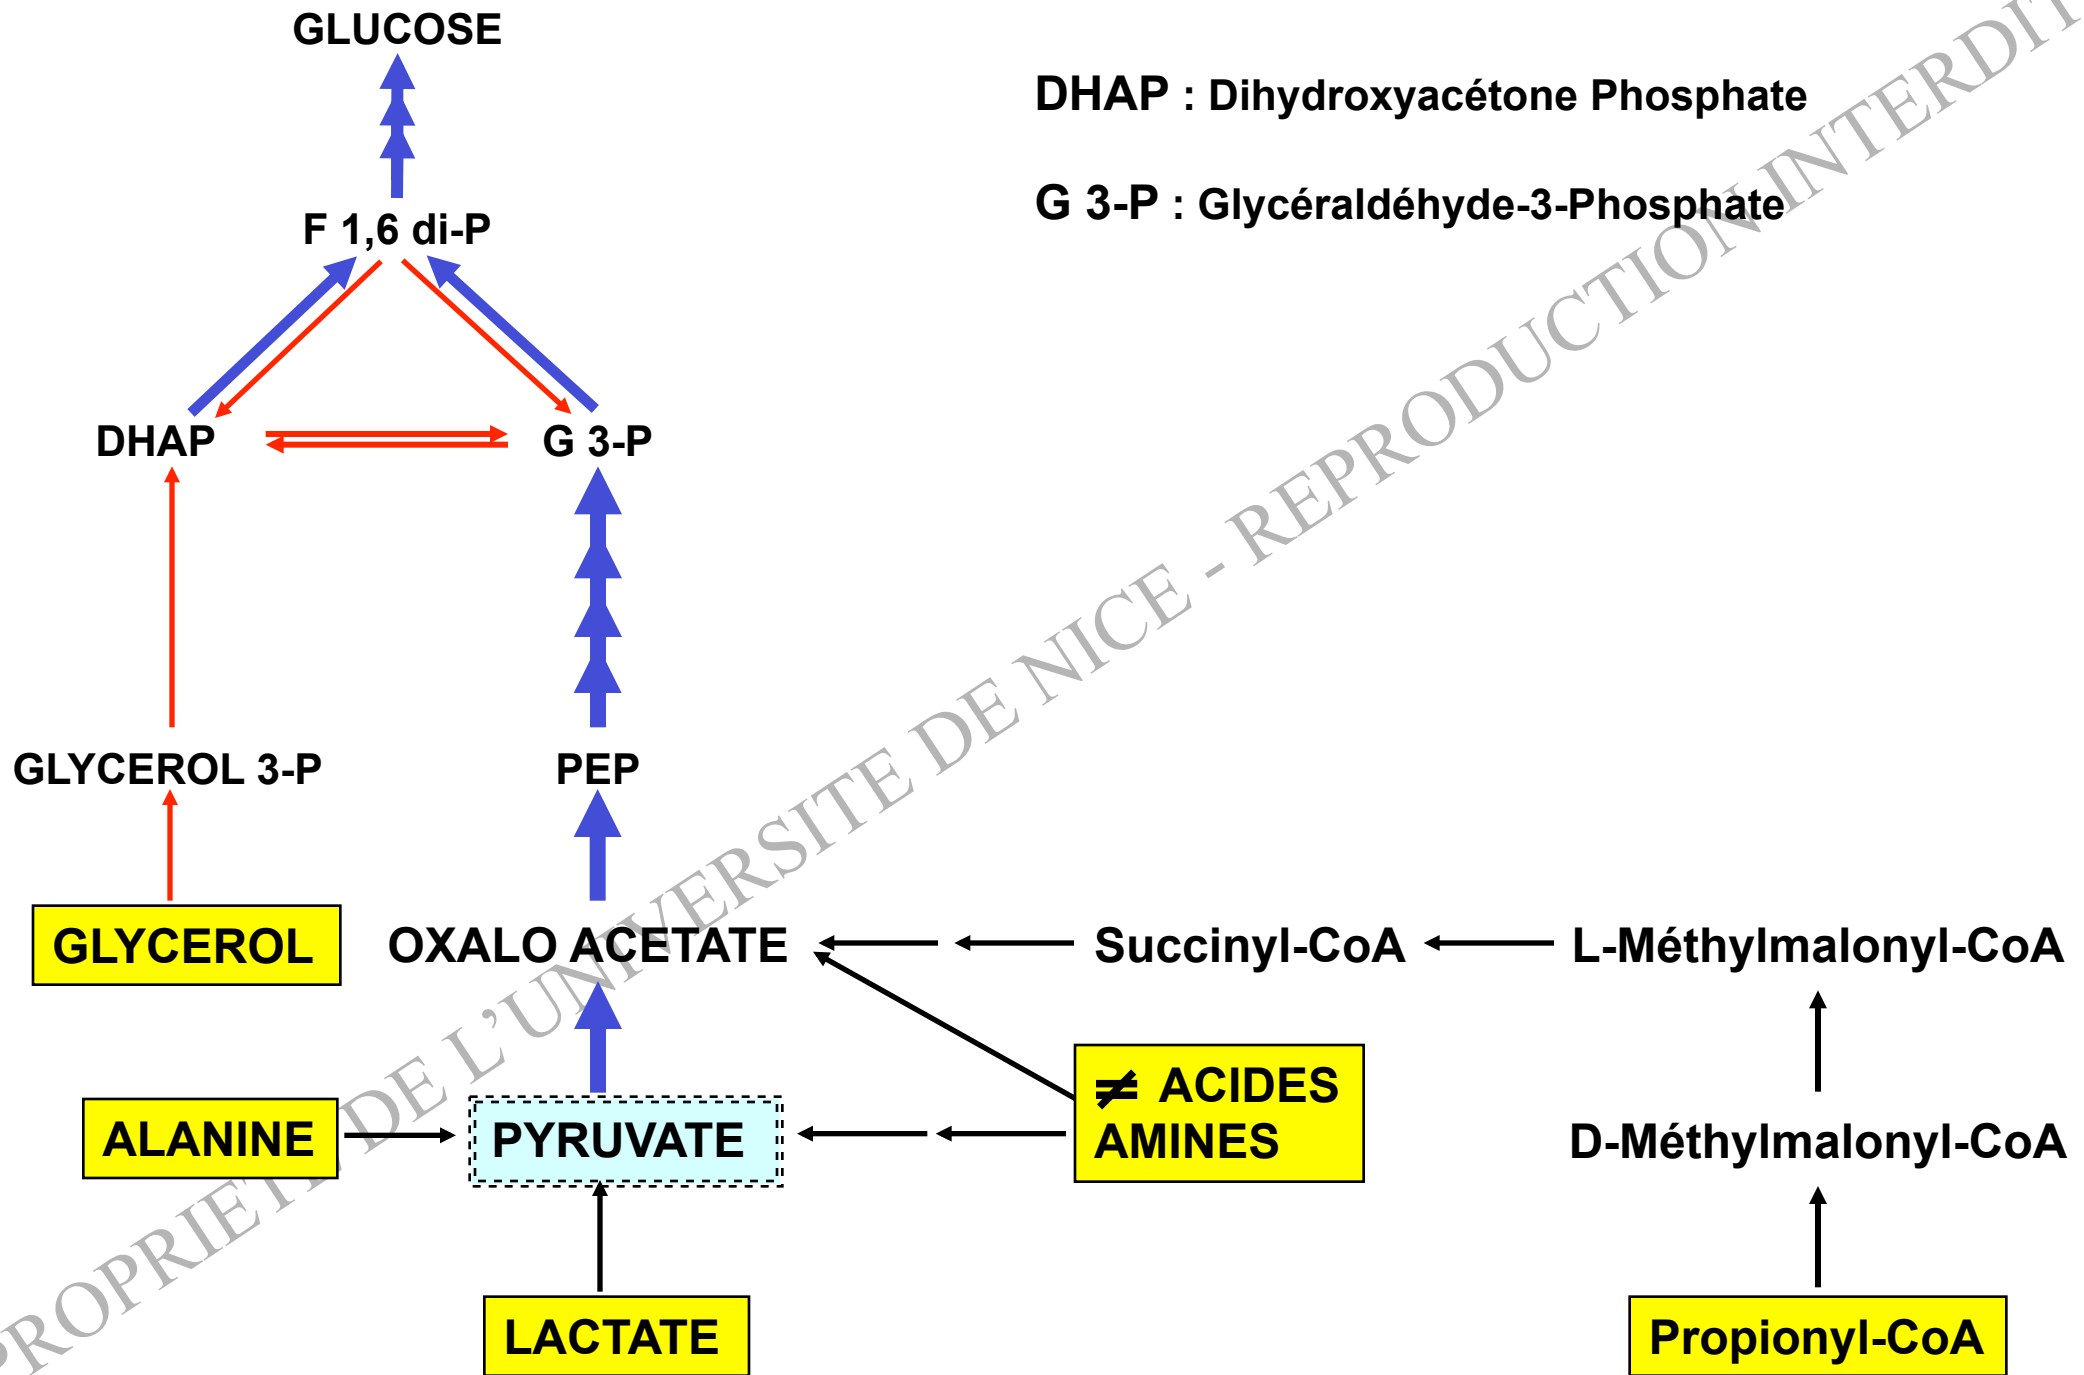 GLUCOSE
DHAP : Dihydroxyacétone Phosphate
G 3-P : Glycéraldéhyde-3-Phosphate
F 1,6 di-P
DHAP
G 3-P
GLYCEROL 3-P
PEP
GLYCEROL
OXALO ACETATE
Succinyl-CoA
L-Méthylmalonyl-CoA
≠ ACIDES
AMINES
ALANINE
PYRUVATE
D-Méthylmalonyl-CoA
LACTATE
Propionyl-CoA
PROPRIETE DE L'UNIVERSITE DE NICE - REPRODUCTION INTERDIT